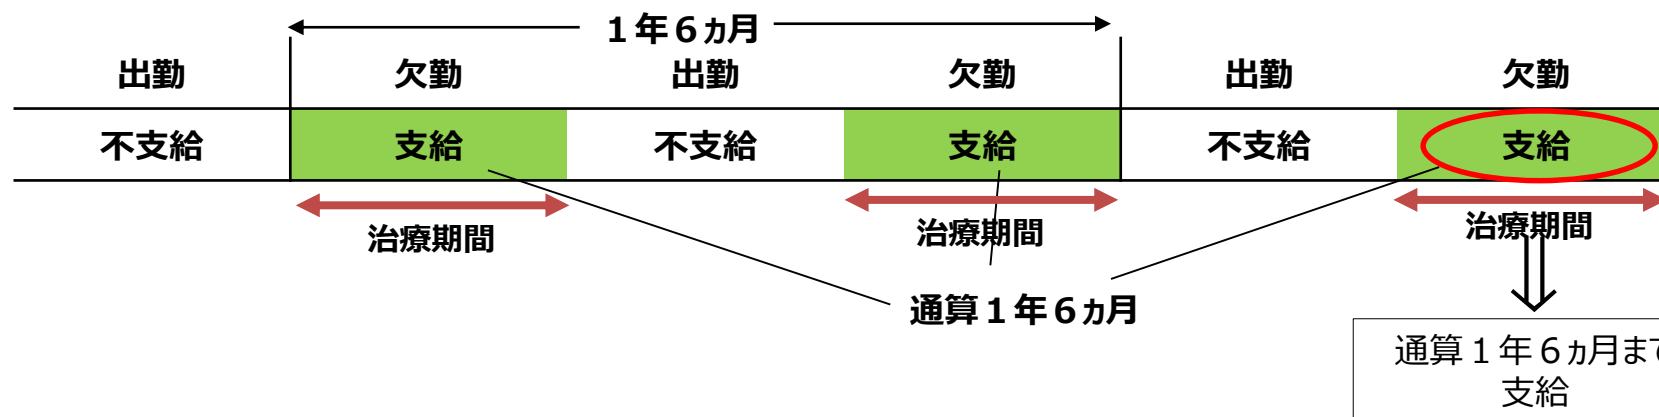 １年６ヵ月
出勤 欠勤 出勤 欠勤 出勤 欠勤
不支給 支給 不支給 支給 不支給 支給
治療期間 治療期間 治療期間
通算１年６ヵ月
通算１年６ヵ月まで
支給